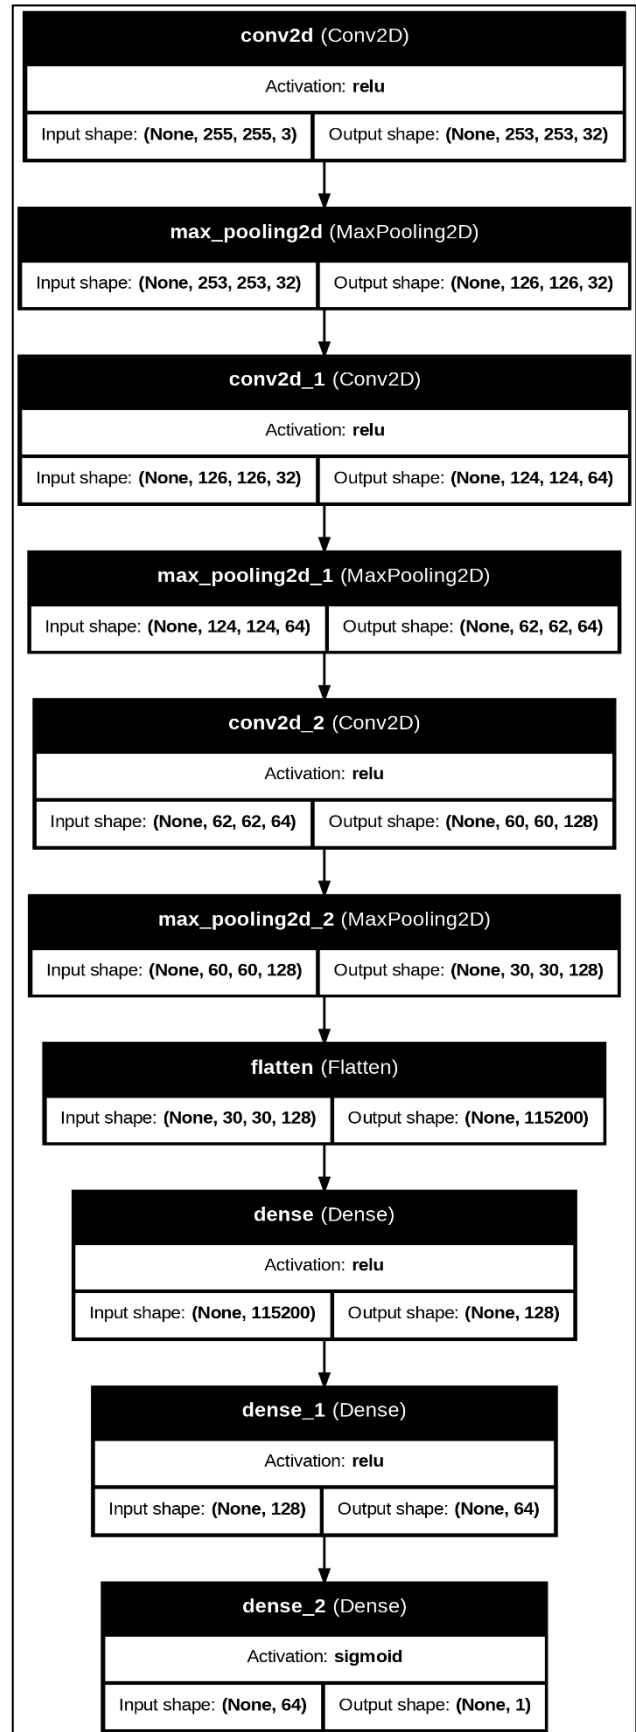 conv2d (Conv2D)
Activation: relu
Input shape: (None, 255, 255, 3) Output shape: (None, 253, 253, 32)
max_pooling2d (MaxPooling2D)
Input shape: (None, 253, 253, 32) Output shape: (None, 126, 126, 32)
conv2d_1 (Conv2D)
Activation: relu
Input shape: (None, 126, 126, 32) Output shape: (None, 124, 124, 64)
max_pooling2d_1 (MaxPooling2D)
Input shape: (None, 124, 124, 64) Output shape: (None, 62, 62, 64)
conv2d_2 (Conv2D)
Activation: relu
Input shape: (None, 62, 62, 64) Output shape: (None, 60, 60, 128)
max_pooling2d_2 (MaxPooling2D)
Input shape: (None, 60, 60, 128) Output shape: (None, 30, 30, 128)
flatten (Flatten)
Input shape: (None, 30, 30, 128) Output shape: (None, 115200)
dense (Dense)
Activation: relu
Input shape: (None, 115200) Output shape: (None, 128)
dense_1 (Dense)
Activation: relu
Input shape: (None, 128) Output shape: (None, 64)
dense_2 (Dense)
Activation: sigmoid
Input shape: (None, 64) Output shape: (None, 1)